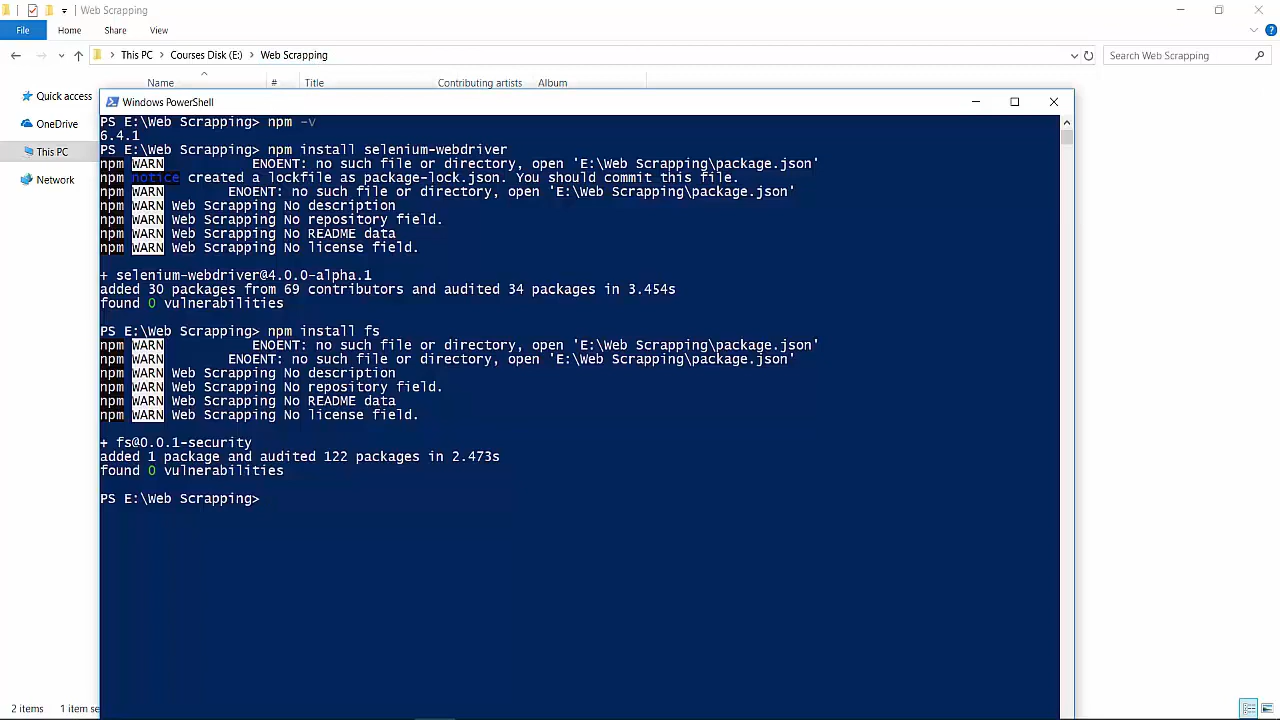 Web Scrapping
File Home Share View
This PC Courses Disk (E:) Web Scrapping Search Web Scrapping
Name # Title Contributing artists Album
Quick access
OneDrive
This PC
Network
Windows PowerShell
PS E:\Web Scrapping> npm -v
6.4.1
PS E:\Web Scrapping> npm install selenium-webdriver
npm WARN ENOENT: no such file or directory, open 'E:\Web Scrapping\package.json'
npm notice created a lockfile as package-lock.json. You should commit this file.
npm WARN ENOENT: no such file or directory, open 'E:\Web Scrapping\package.json'
npm WARN Web Scrapping No description
npm WARN Web Scrapping No repository field.
npm WARN Web Scrapping No README data
npm WARN Web Scrapping No license field.
+ selenium-webdriver@4.0.0-alpha.1
added 30 packages from 69 contributors and audited 34 packages in 3.454s
found 0 vulnerabilities
PS E:\Web Scrapping> npm install fs
npm WARN ENOENT: no such file or directory, open 'E:\Web Scrapping\package.json'
npm WARN ENOENT: no such file or directory, open 'E:\Web Scrapping\package.json'
npm WARN Web Scrapping No description
npm WARN Web Scrapping No repository field.
npm WARN Web Scrapping No README data
npm WARN Web Scrapping No license field.
+ fs@0.0.1-security
added 1 package and audited 122 packages in 2.473s
found 0 vulnerabilities
PS E:\Web Scrapping>
2 items 1 item se